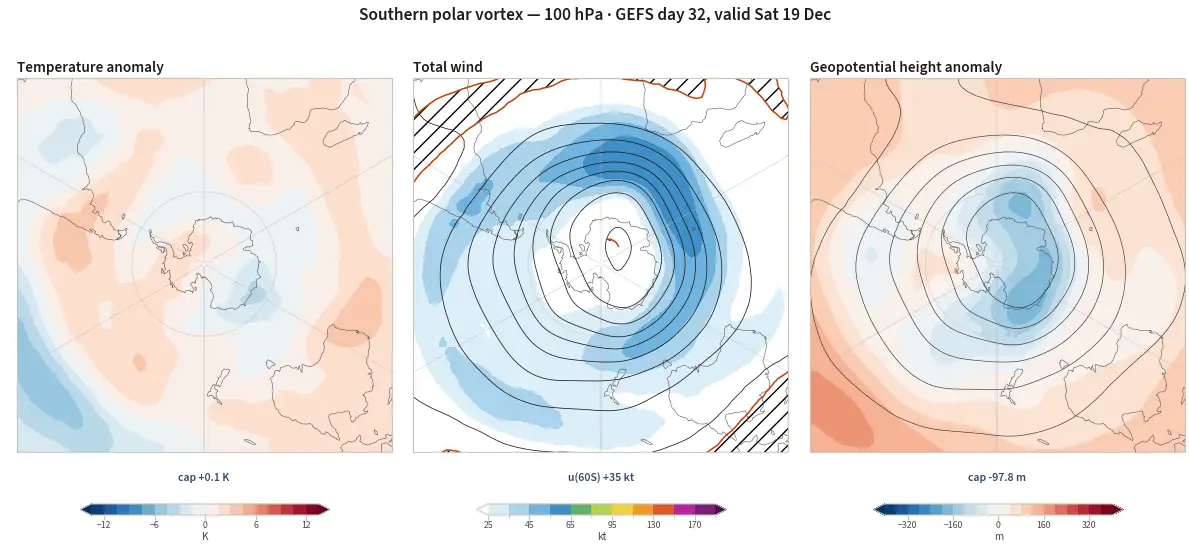 Southern polar vortex — 100 hPa · GEFS day 32, valid Sat 19 Dec
Temperature anomaly
Total wind
Geopotential height anomaly
cap +0.1 K
u(60S) +35 kt
cap -97.8 m
−12 −6 0 6 12
K
25 45 65 95 130 170
kt
−320 −160 0 160 320
m